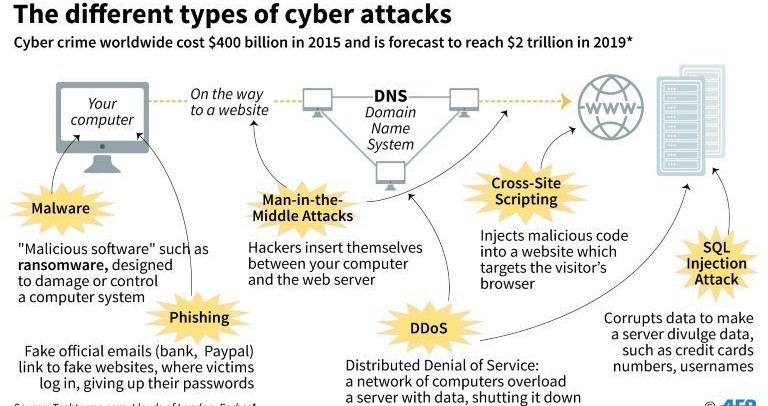 The different types of cyber attacks
Cyber crime worldwide cost $400 billion in 2015 and is forecast to reach $2 trillion in 2019*
Your
computer
On the way
to a website
DNS
Domain
Name
System
WWW
Malware
"Malicious software" such as
ransomware, designed
to damage or control
a computer system
Phishing
Fake official emails (bank, Paypal)
link to fake websites, where victims
log in, giving up their passwords
Man-in-the-
Middle Attacks
Hackers insert themselves
between your computer
and the web server
DDoS
Distributed Denial of Service:
a network of computers overload
a server with data, shutting it down
Cross-Site
Scripting
Injects malicious code
into a website which
targets the visitor's
browser
SQL
Injection
Attack
Corrupts data to make
a server divulge data,
such as credit cards
numbers, usernames
© AFP